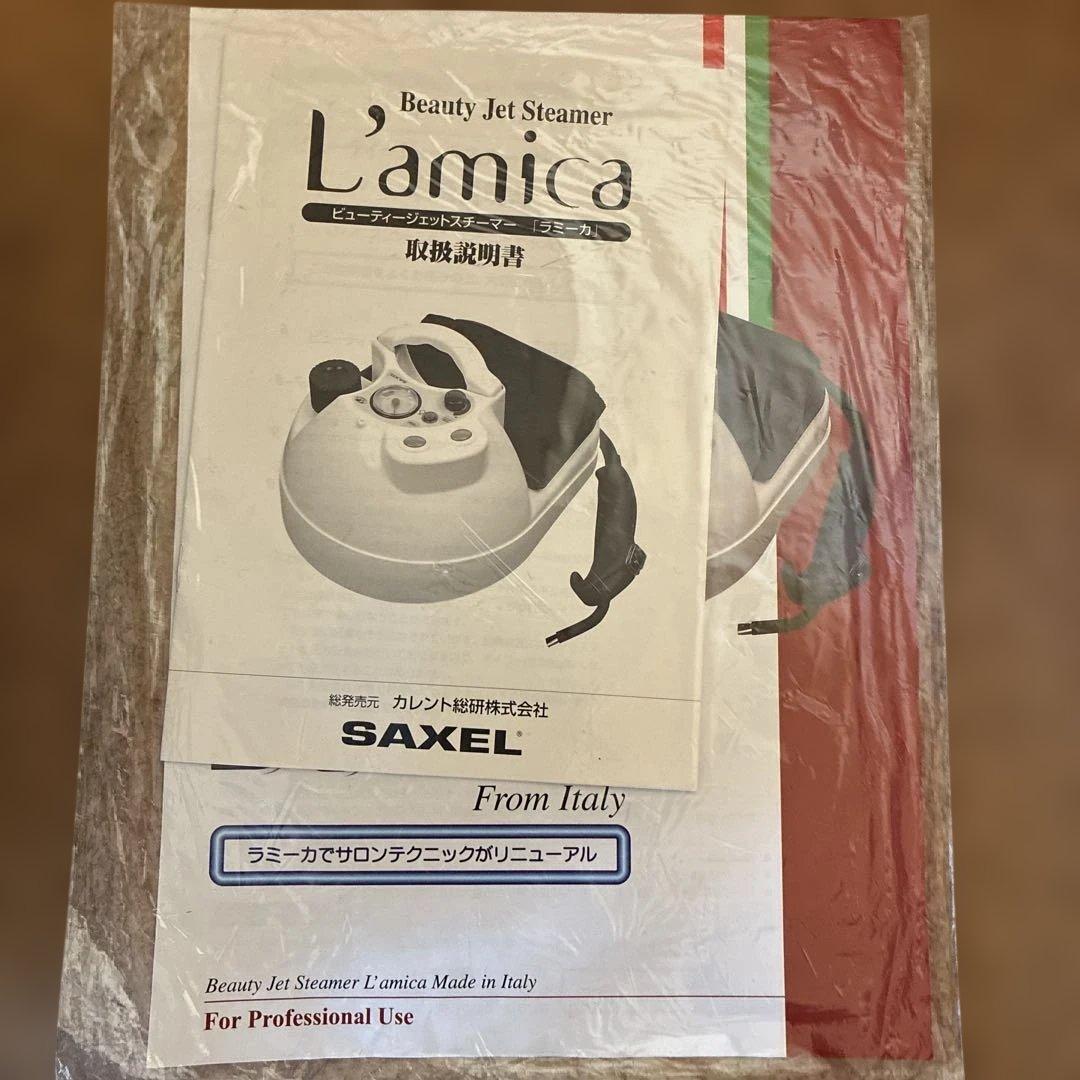 Beauty Jet Steamer
L'amica
ビューティージェットスチーマー 「ラミーカ」
取扱説明書
総発売元 カレント総研株式会社
SAXEL®
From Italy
ラミーカでサロンテクニックがリニューアル
Beauty Jet Steamer L'amica Made in Italy
For Professional Use